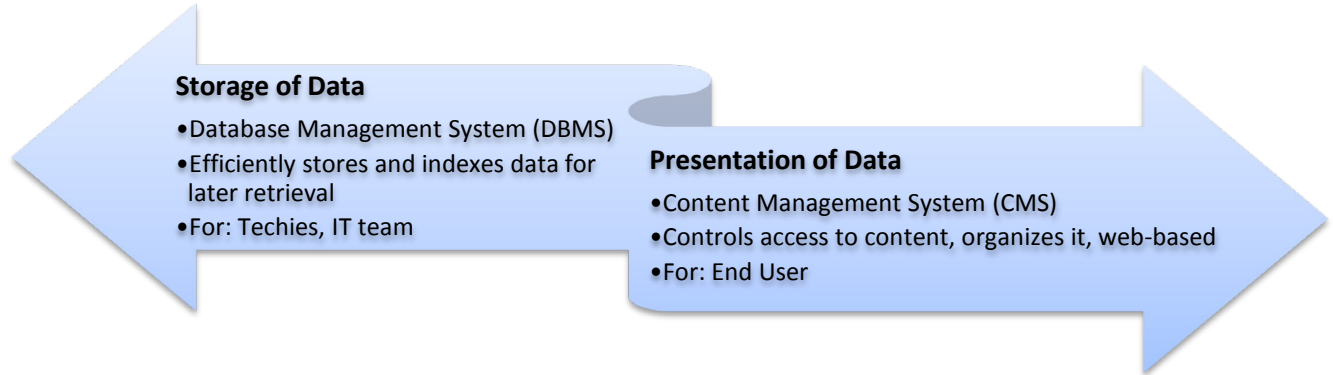 Storage of Data
•Database Management System (DBMS)
•Efficiently stores and indexes data for
later retrieval
•For: Techies, IT team
Presentation of Data
•Content Management System (CMS)
•Controls access to content, organizes it, web-based
•For: End User